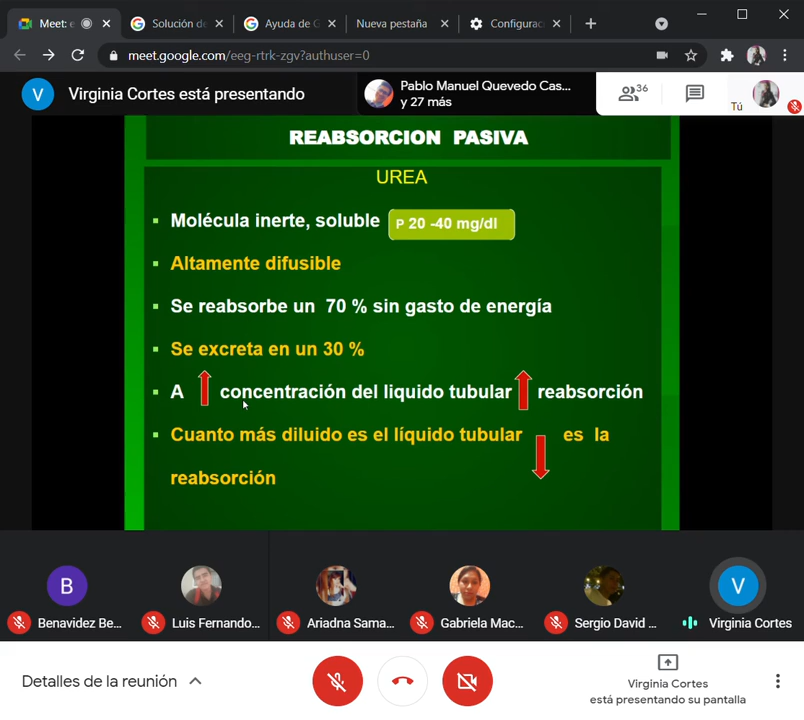 Meet: e
Solución de
Ayuda de G
Nueva pestaña
Configurac
meet.google.com/eeg-rtrk-zgv?authuser=0
V
Virginia Cortes está presentando
Pablo Manuel Quevedo Cas...
y 27 más
36
Tú
REABSORCION PASIVA
UREA
Molécula inerte, soluble P 20 -40 mg/dl
Altamente difusible
Se reabsorbe un 70 % sin gasto de energía
Se excreta en un 30 %
A concentración del liquido tubular reabsorción
Cuanto más diluido es el líquido tubular es la
reabsorción
B
V
Benavidez Be...
Luis Fernando...
Ariadna Sama...
Gabriela Mac...
Sergio David ...
Virginia Cortes
Detalles de la reunión
Virginia Cortes
está presentando su pantalla